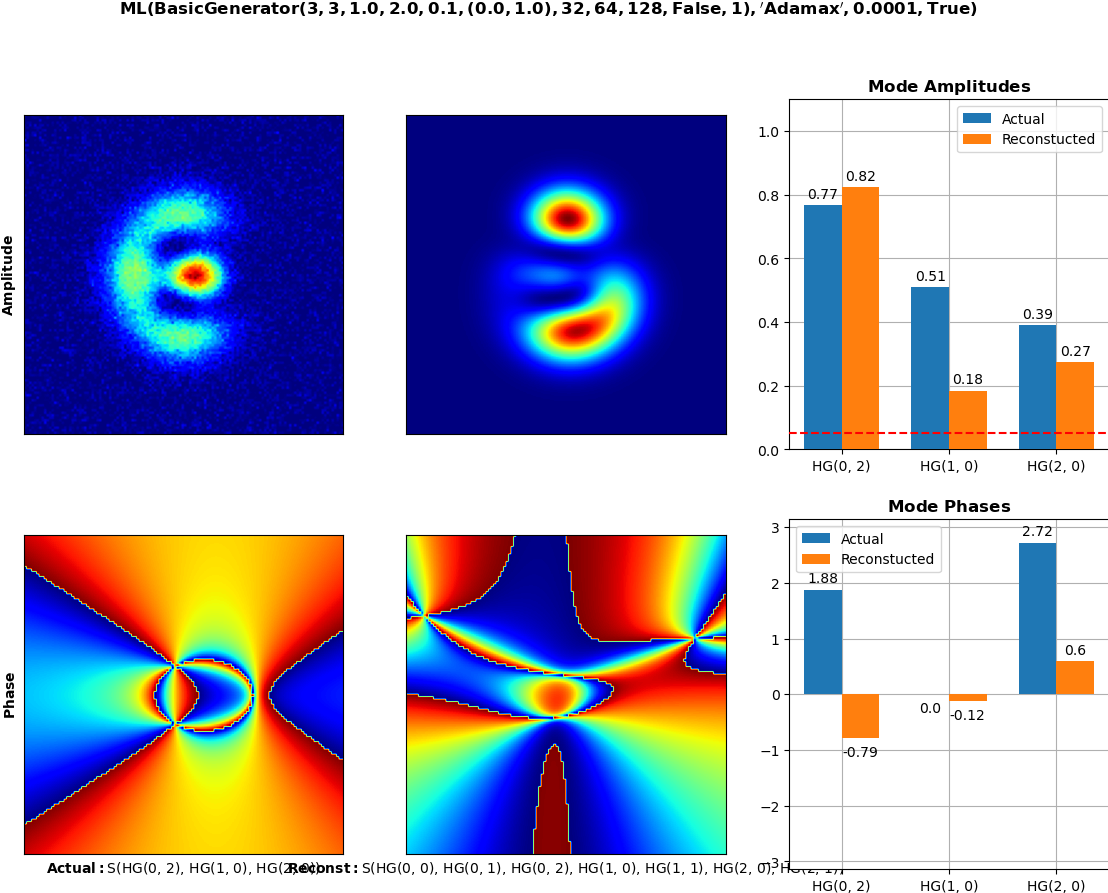 ML(BasicGenerator(3, 3, 1.0, 2.0, 0.1, (0.0, 1.0), 32, 64, 128, False, 1), ′Adamax′, 0.0001, True)
Amplitude
Mode Amplitudes
Actual
Reconstucted
1.0
0.8
0.6
0.4
0.2
0.0
0.77
0.82
0.51
0.18
0.39
0.27
HG(0, 2)
HG(1, 0)
HG(2, 0)
Phase
Mode Phases
Actual
Reconstucted
3
2
1
0
−1
−2
−3
1.88
-0.79
0.0
-0.12
2.72
0.6
HG(0, 2)
HG(1, 0)
HG(2, 0)
Actual: S(HG(0, 2), HG(1, 0), HG(2, 0))
Reconst: S(HG(0, 0), HG(0, 1), HG(0, 2), HG(1, 0), HG(1, 1), HG(2, 0), HG(2, 1))